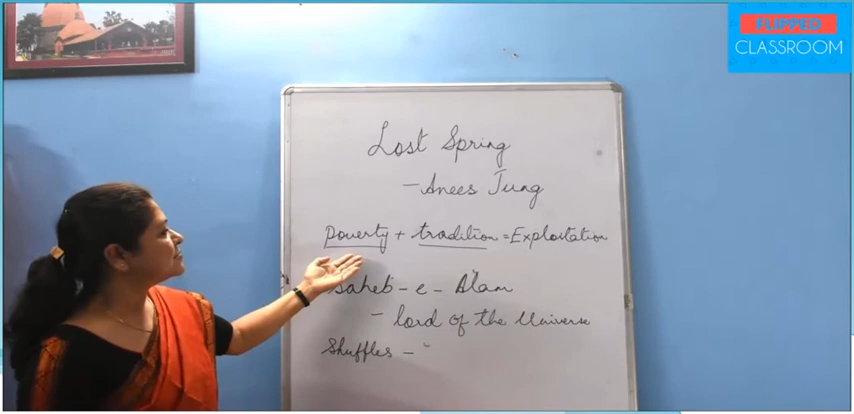 FLIPPED
CLASSROOM
Lost Spring
- Anees Jung
poverty + tradition = Exploitation
Saheb - e - Alam
- lord of the Universe
Shuffles -